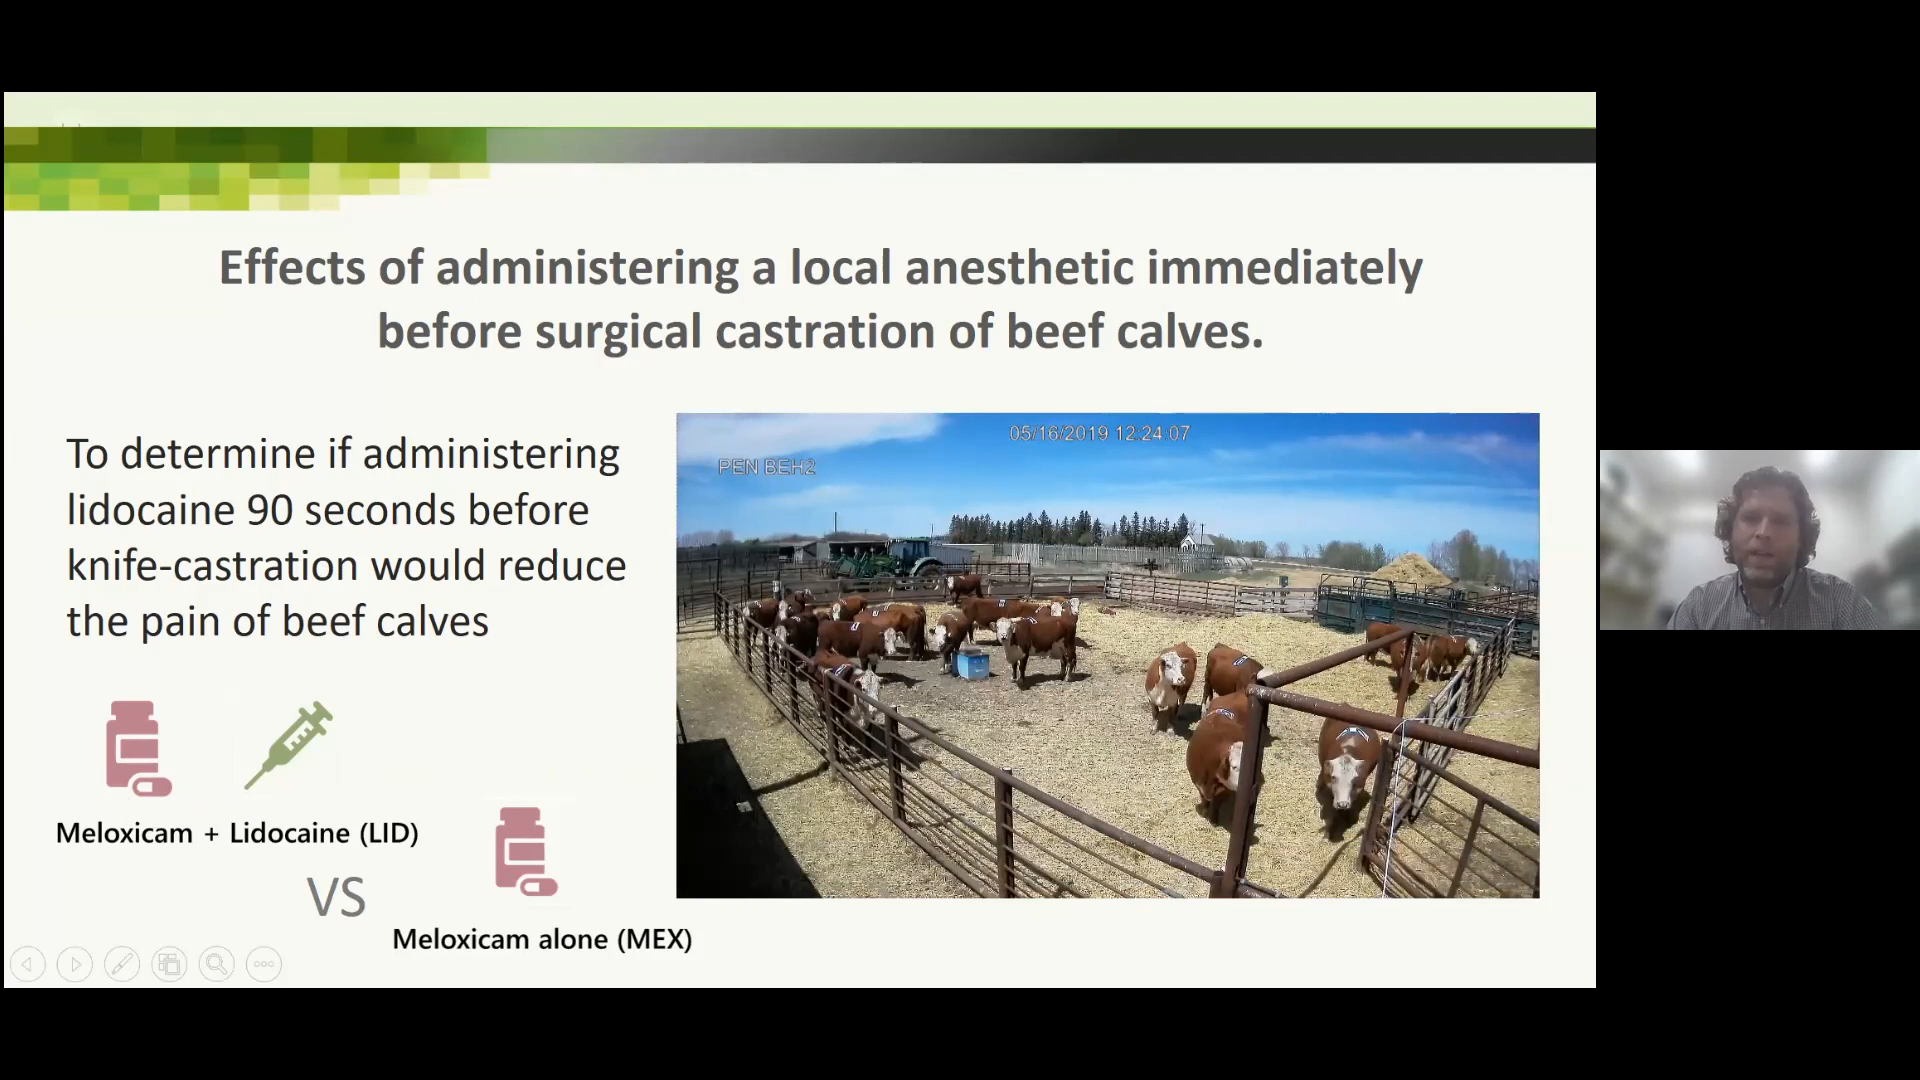 Effects of administering a local anesthetic immediately
before surgical castration of beef calves.
To determine if administering
lidocaine 90 seconds before
knife-castration would reduce
the pain of beef calves
Meloxicam + Lidocaine (LID)
VS
Meloxicam alone (MEX)
05/16/2019 12:24:07
PEN BEH2